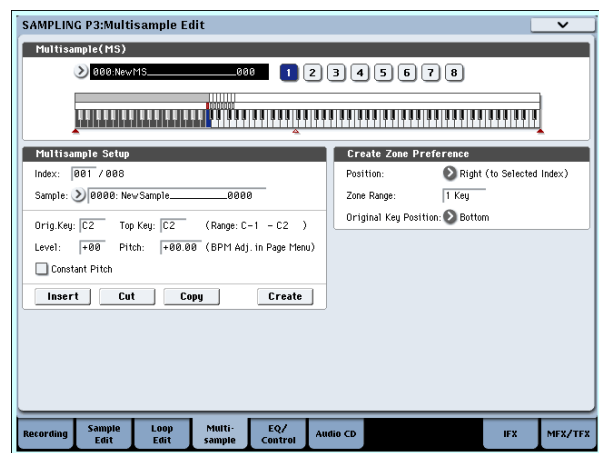 SAMPLING P3:Multisample Edit
Multisample(MS)
000:NewMS_______________000
1 2 3 4 5 6 7 8
Multisample Setup
Index: 001 /008
Sample: 0000: NewSample__________0000
Orig.Key: C2 Top Key: C2 (Range: C-1 - C2 )
Level: +00 Pitch: +00.00 (BPM Adj. in Page Menu)
Constant Pitch
Insert Cut Copy Create
Create Zone Preference
Position: Right (to Selected Index)
Zone Range: 1 Key
Original Key Position: Bottom
Recording Sample Edit Loop Edit Multi-sample EQ/Control Audio CD IFX MFX/TFX